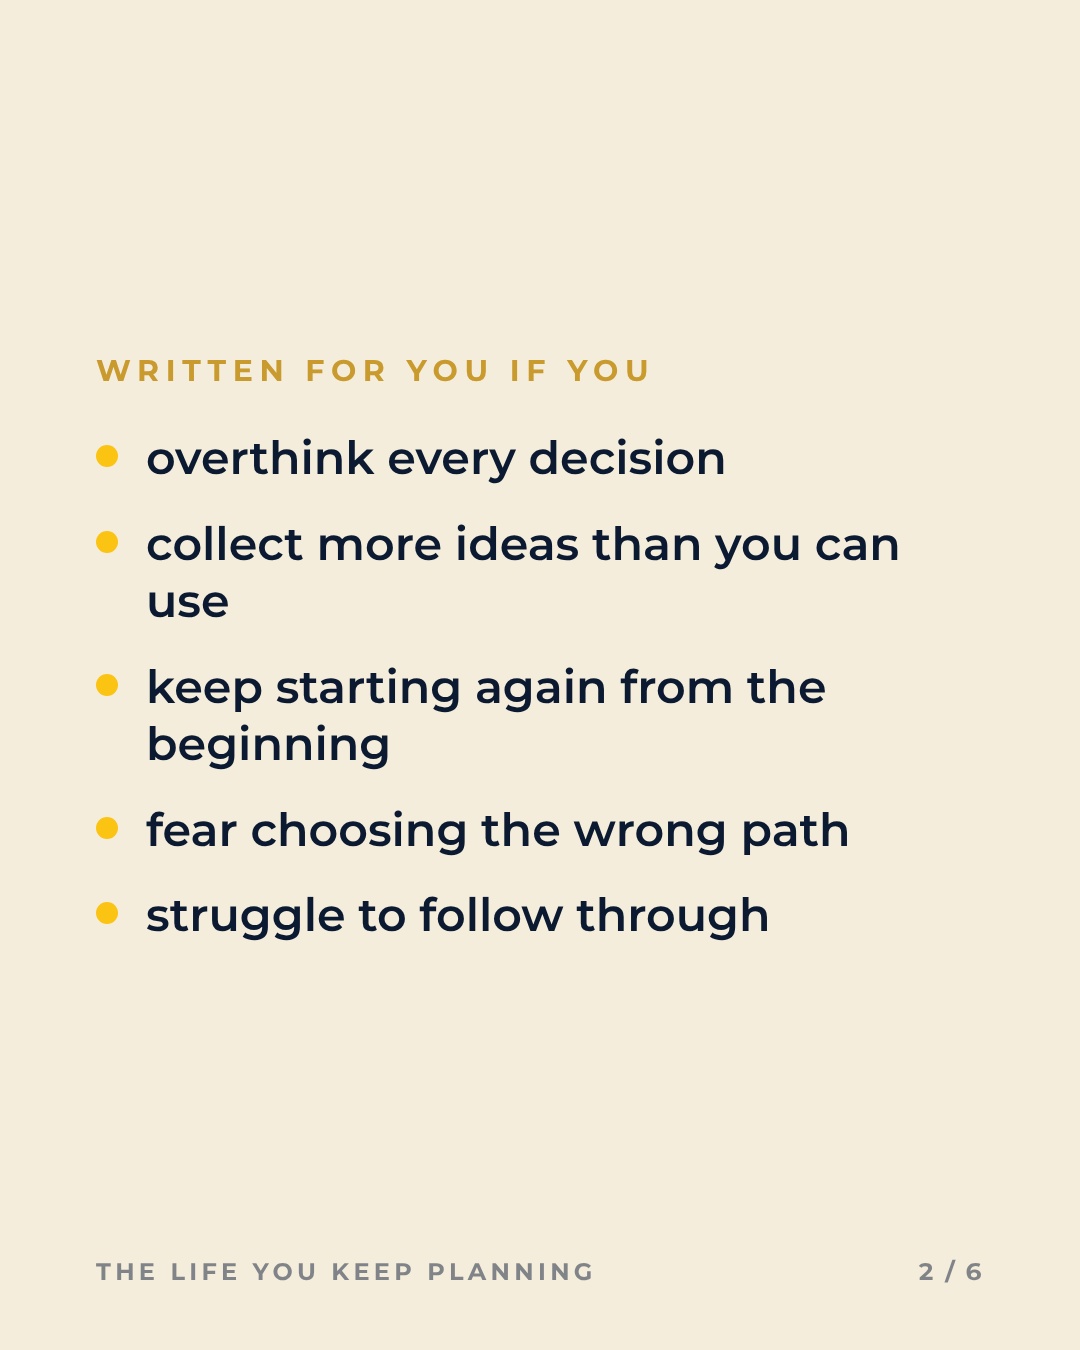 WRITTEN FOR YOU IF YOU
overthink every decision
collect more ideas than you can
use
keep starting again from the
beginning
fear choosing the wrong path
struggle to follow through
THE LIFE YOU KEEP PLANNING
2 / 6